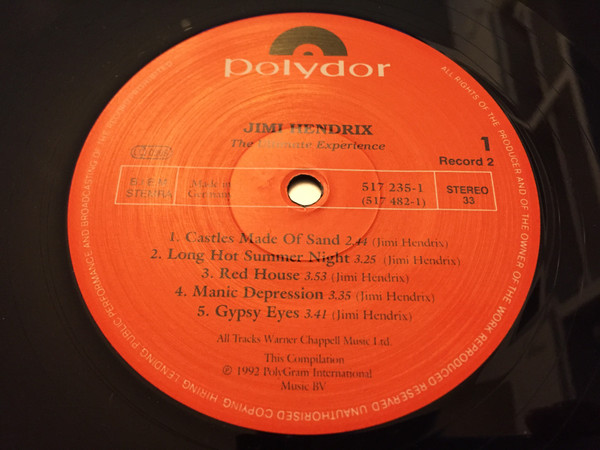 polydor
JIMI HENDRIX
The Ultimate Experience
1
Record 2
Made in
Germany
STEMRA
517 235-1
(517 482-1)
STEREO
33
1. Castles Made Of Sand 2.44 (Jimi Hendrix)
2. Long Hot Summer Night 3.25 (Jimi Hendrix)
3. Red House 3.53 (Jimi Hendrix)
4. Manic Depression 3.35 (Jimi Hendrix)
5. Gypsy Eyes 3.41 (Jimi Hendrix)
All Tracks Warner Chappell Music Ltd.
This Compilation
℗ 1992 PolyGram International
Music BV
ALL RIGHTS OF THE PRODUCER AND OF THE OWNER OF THE WORK REPRODUCED RESERVED UNAUTHORISED COPYING HIRING LENDING PUBLIC PERFORMANCE AND BROADCASTING OF THIS RECORD PROHIBITED